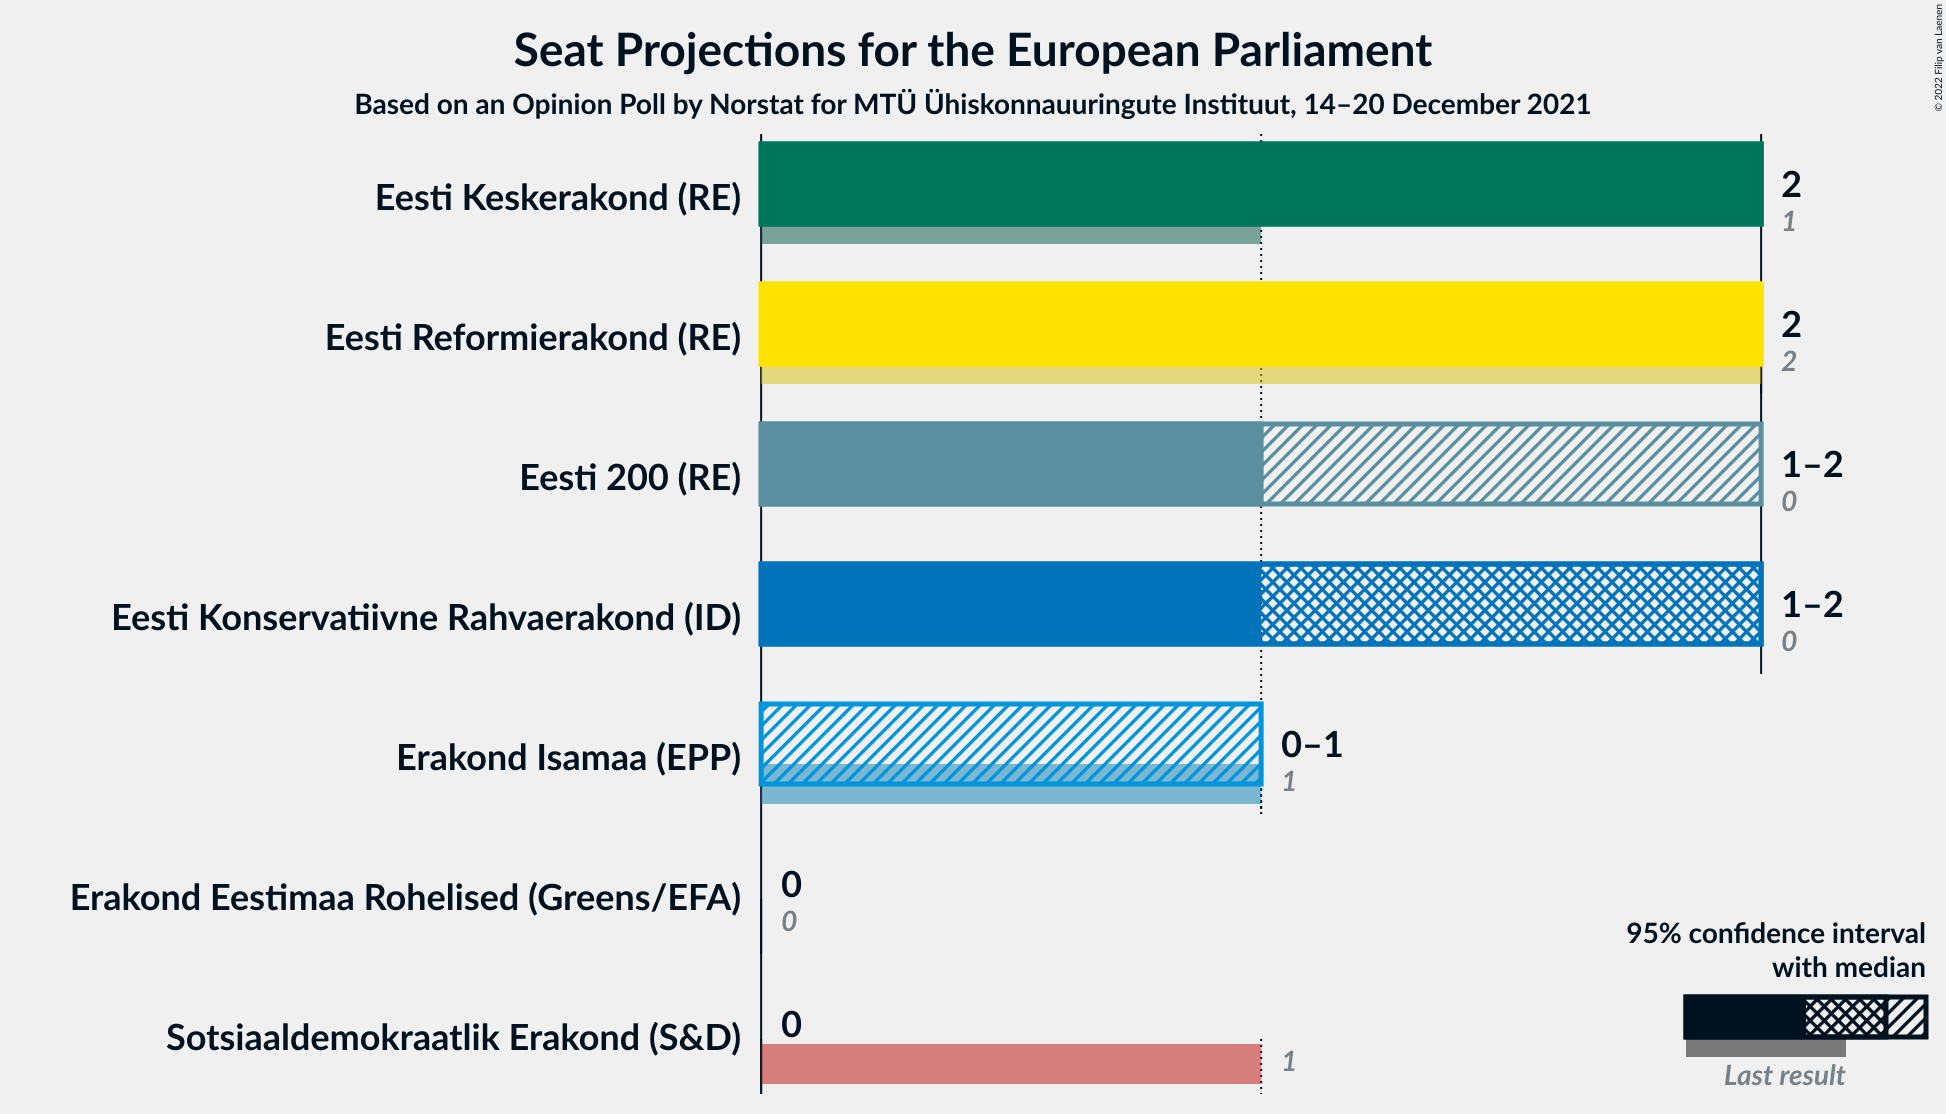 Seat Projections for the European Parliament
Based on an Opinion Poll by Norstat for MTÜ Ühiskonnauuringute Instituut, 14–20 December 2021
© 2022 Filip van Laenen
Eesti Keskerakond (RE)
2
1
Eesti Reformierakond (RE)
2
2
Eesti 200 (RE)
1–2
0
Eesti Konservatiivne Rahvaerakond (ID)
1–2
0
Erakond Isamaa (EPP)
0–1
1
Erakond Eestimaa Rohelised (Greens/EFA)
0
0
Sotsiaaldemokraatlik Erakond (S&D)
0
1
95% confidence interval
with median
Last result